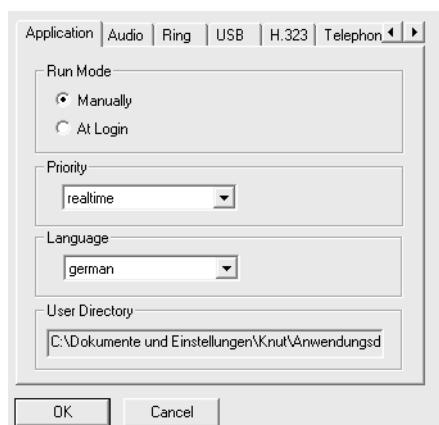 Application Audio Ring USB H.323 Telephon
Run Mode
Manually
At Login
Priority
realtime
Language
german
User Directory
C:\Dokumente und Einstellungen\Knut\Anwendungsd
OK Cancel